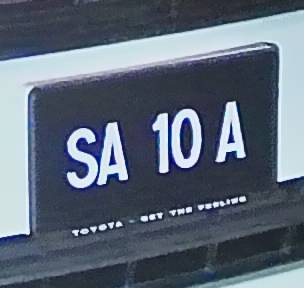 SA 10 A
TOYOTA - GET THE FEELING